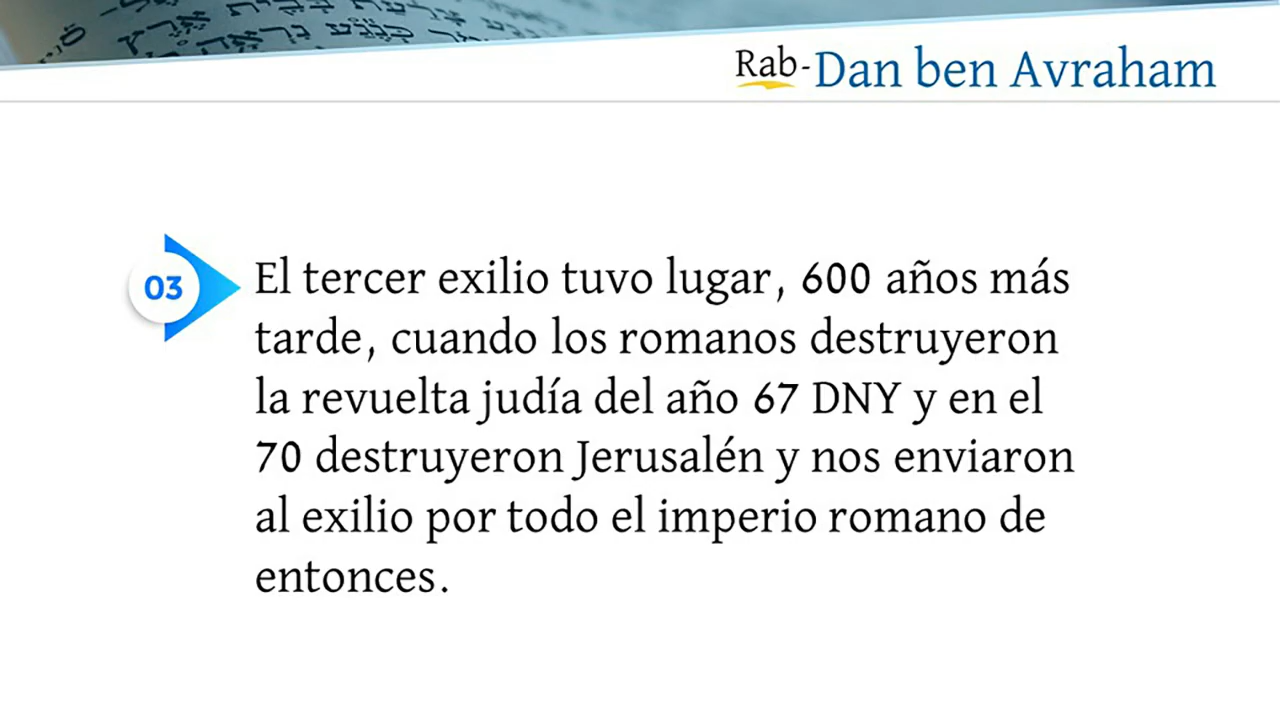 Rab-Dan ben Avraham
03
El tercer exilio tuvo lugar, 600 años más
tarde, cuando los romanos destruyeron
la revuelta judía del año 67 DNY y en el
70 destruyeron Jerusalén y nos enviaron
al exilio por todo el imperio romano de
entonces.